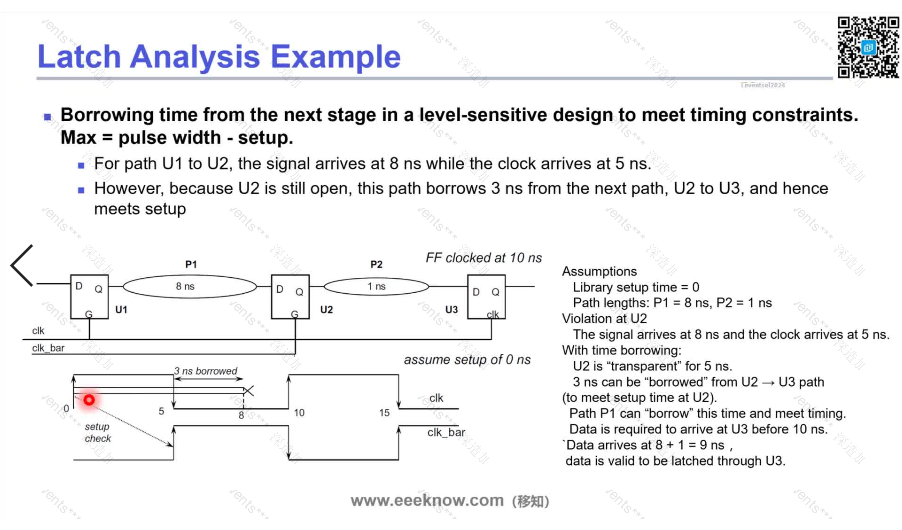 Latch Analysis Example
Borrowing time from the next stage in a level-sensitive design to meet timing constraints.
Max = pulse width - setup.
For path U1 to U2, the signal arrives at 8 ns while the clock arrives at 5 ns.
However, because U2 is still open, this path borrows 3 ns from the next path, U2 to U3, and hence
meets setup
FF clocked at 10 ns
P1
P2
D Q
8 ns
D Q
1 ns
D Q
G
U1
G
U2
U3
clk
clk
clk_bar
assume setup of 0 ns
3 ns borrowed
clk
0
5
8
10
15
setup
check
clk_bar
Assumptions
Library setup time = 0
Path lengths: P1 = 8 ns, P2 = 1 ns
Violation at U2
The signal arrives at 8 ns and the clock arrives at 5 ns.
With time borrowing:
U2 is “transparent” for 5 ns.
3 ns can be “borrowed” from U2 → U3 path
(to meet setup time at U2).
Path P1 can “borrow” this time and meet timing.
Data is required to arrive at U3 before 10 ns.
`Data arrives at 8 + 1 = 9 ns ,
data is valid to be latched through U3.
www.eeeknow.com（移知）